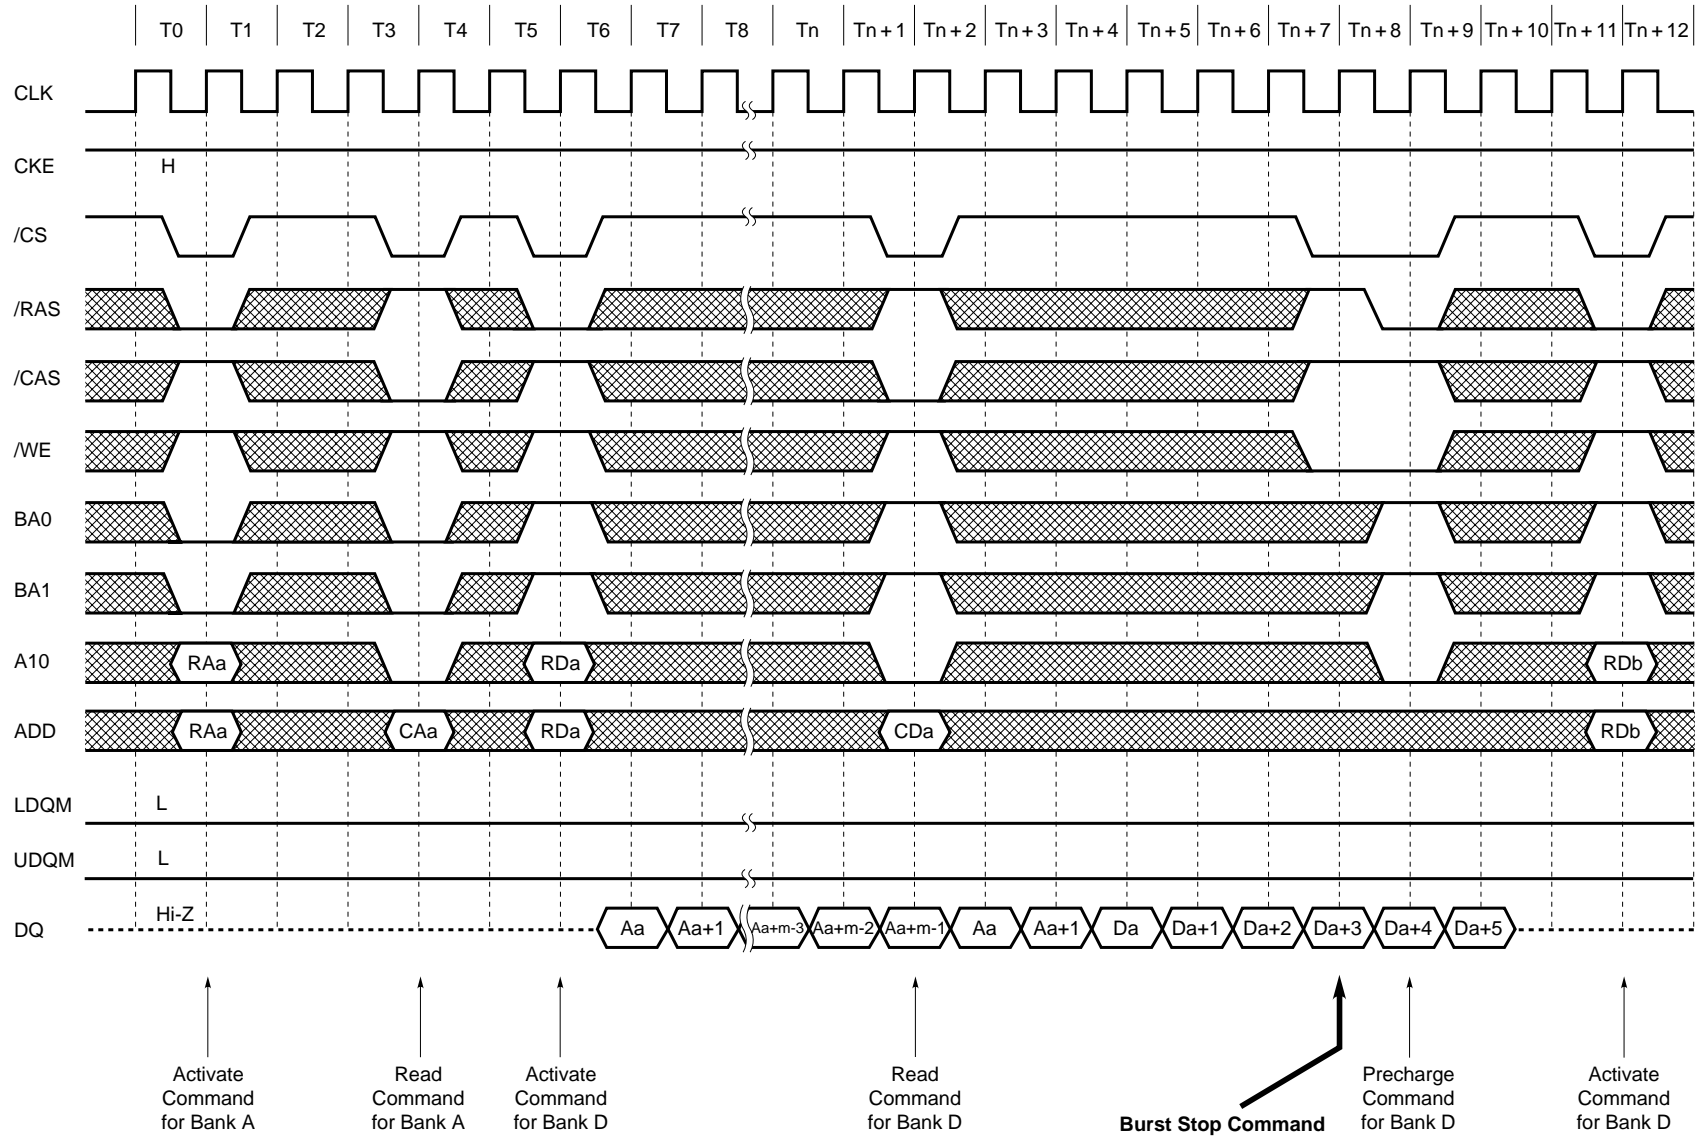 T0 T1 T2 T3 T4 T5 T6 T7 T8 Tn Tn + 1 Tn + 2 Tn + 3 Tn + 4 Tn + 5 Tn + 6 Tn + 7 Tn + 8 Tn + 9 Tn + 10 Tn + 11 Tn + 12
CLK
CKE H
/CS
/RAS
/CAS
/WE
BA0
BA1
A10 RAa RDa RDb
ADD RAa CAa RDa CDa RDb
LDQM L
UDQM L
DQ Hi-Z Aa Aa+1 Aa+m-3 Aa+m-2 Aa+m-1 Aa Aa+1 Da Da+1 Da+2 Da+3 Da+4 Da+5
Activate
Command
for Bank A
Read
Command
for Bank A
Activate
Command
for Bank D
Read
Command
for Bank D
Burst Stop Command
Precharge
Command
for Bank D
Activate
Command
for Bank D